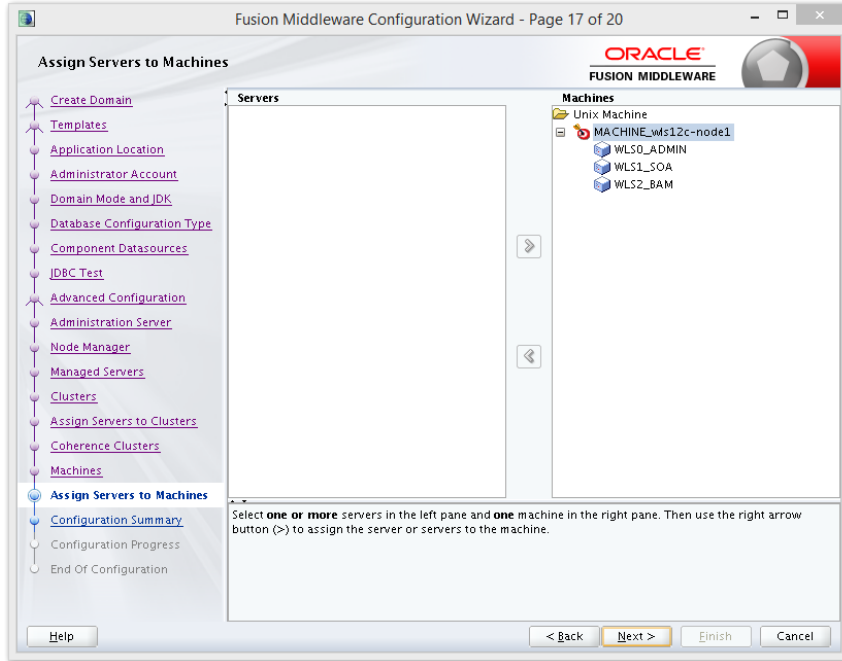 Fusion Middleware Configuration Wizard - Page 17 of 20
Assign Servers to Machines
ORACLE
FUSION MIDDLEWARE
Create Domain
Templates
Application Location
Administrator Account
Domain Mode and JDK
Database Configuration Type
Component Datasources
JDBC Test
Advanced Configuration
Administration Server
Node Manager
Managed Servers
Clusters
Assign Servers to Clusters
Coherence Clusters
Machines
Assign Servers to Machines
Configuration Summary
Configuration Progress
End Of Configuration
Servers
Machines
Unix Machine
MACHINE_wls12c-node1
WLS0_ADMIN
WLS1_SOA
WLS2_BAM
Select one or more servers in the left pane and one machine in the right pane. Then use the right arrow
button (>) to assign the server or servers to the machine.
Help
< Back
Next >
Finish
Cancel